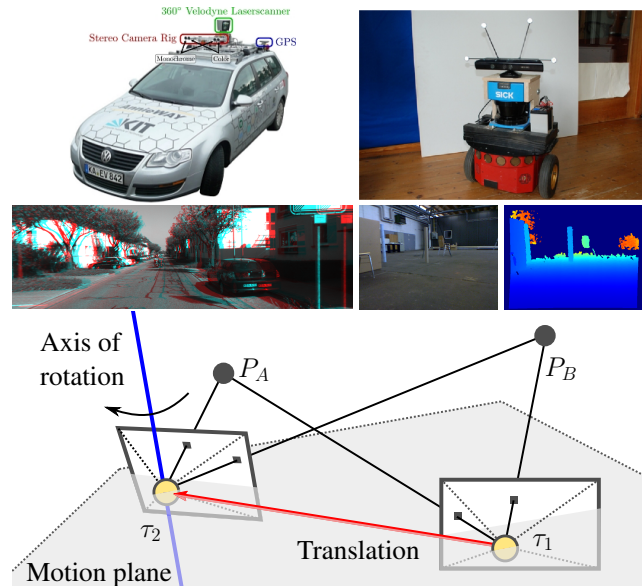 360° Velodyne Laserscanner
Stereo Camera Rig
GPS
Monochrome
Color
AnnieWAY
KIT
KA EV 842
SICK
Axis of
rotation
P_A
P_B
τ_2
τ_1
Translation
Motion plane